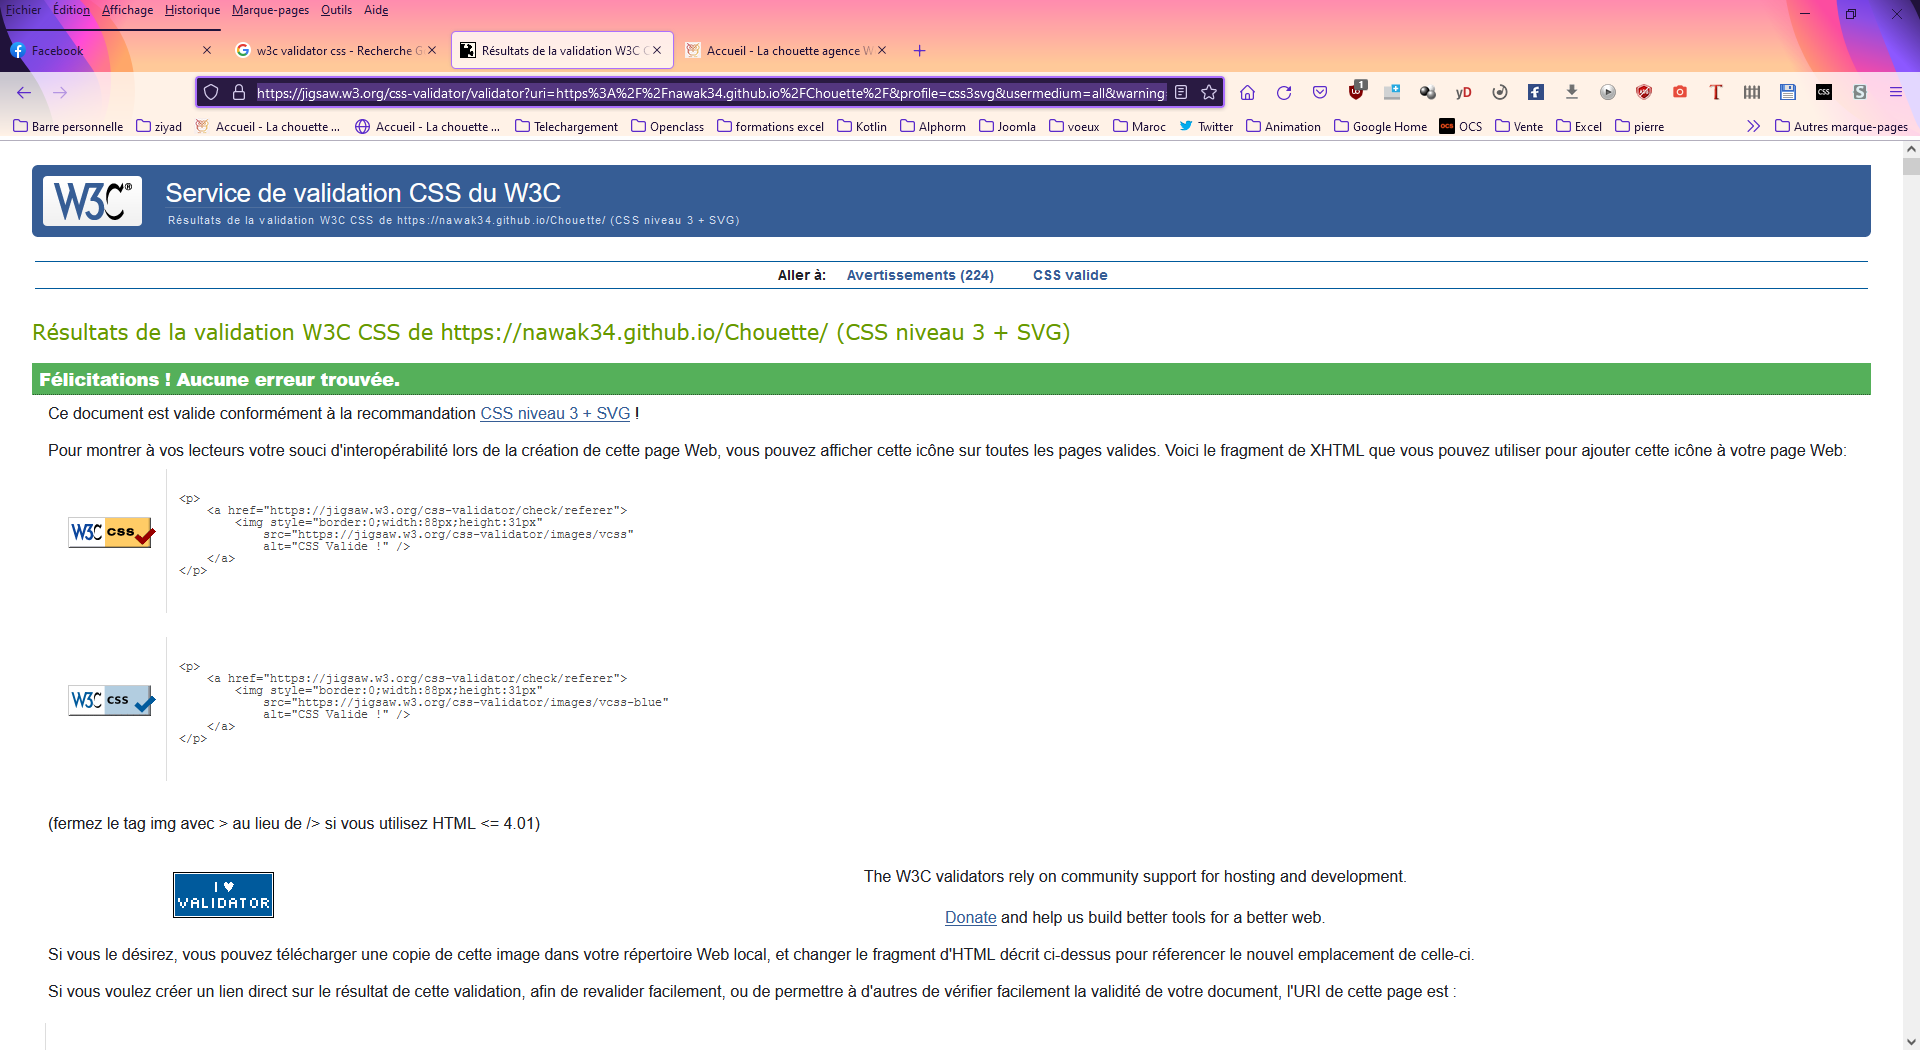 Fichier Édition Affichage Historique Marque-pages Outils Aide
Facebook
w3c validator css - Recherche G
Résultats de la validation W3C C
Accueil - La chouette agence W
https://jigsaw.w3.org/css-validator/validator?uri=https%3A%2F%2Fnawak34.github.io%2FChouette%2F&profile=css3svg&usermedium=all&warning
1
yD
T
CSS
S
Barre personnelle ziyad Accueil - La chouette ... Accueil - La chouette ... Telechargement Openclass formations excel Kotlin Alphorm Joomla voeux Maroc Twitter Animation Google Home OCS Vente Excel pierre Autres marque-pages
W3C®
Service de validation CSS du W3C
Résultats de la validation W3C CSS de https://nawak34.github.io/Chouette/ (CSS niveau 3 + SVG)
Aller à: Avertissements (224) CSS valide
Résultats de la validation W3C CSS de https://nawak34.github.io/Chouette/ (CSS niveau 3 + SVG)
Félicitations ! Aucune erreur trouvée.
Ce document est valide conformément à la recommandation CSS niveau 3 + SVG !
Pour montrer à vos lecteurs votre souci d'interopérabilité lors de la création de cette page Web, vous pouvez afficher cette icône sur toutes les pages valides. Voici le fragment de XHTML que vous pouvez utiliser pour ajouter cette icône à votre page Web:
W3C css
<p>
<a href="https://jigsaw.w3.org/css-validator/check/referer">
<img style="border:0;width:88px;height:31px"
src="https://jigsaw.w3.org/css-validator/images/vcss"
alt="CSS Valide !" />
</a>
</p>
W3C css
<p>
<a href="https://jigsaw.w3.org/css-validator/check/referer">
<img style="border:0;width:88px;height:31px"
src="https://jigsaw.w3.org/css-validator/images/vcss-blue"
alt="CSS Valide !" />
</a>
</p>
(fermez le tag img avec > au lieu de /> si vous utilisez HTML <= 4.01)
I ♥
VALIDATOR
The W3C validators rely on community support for hosting and development.
Donate and help us build better tools for a better web.
Si vous le désirez, vous pouvez télécharger une copie de cette image dans votre répertoire Web local, et changer le fragment d'HTML décrit ci-dessus pour réferencer le nouvel emplacement de celle-ci.
Si vous voulez créer un lien direct sur le résultat de cette validation, afin de revalider facilement, ou de permettre à d'autres de vérifier facilement la validité de votre document, l'URI de cette page est :